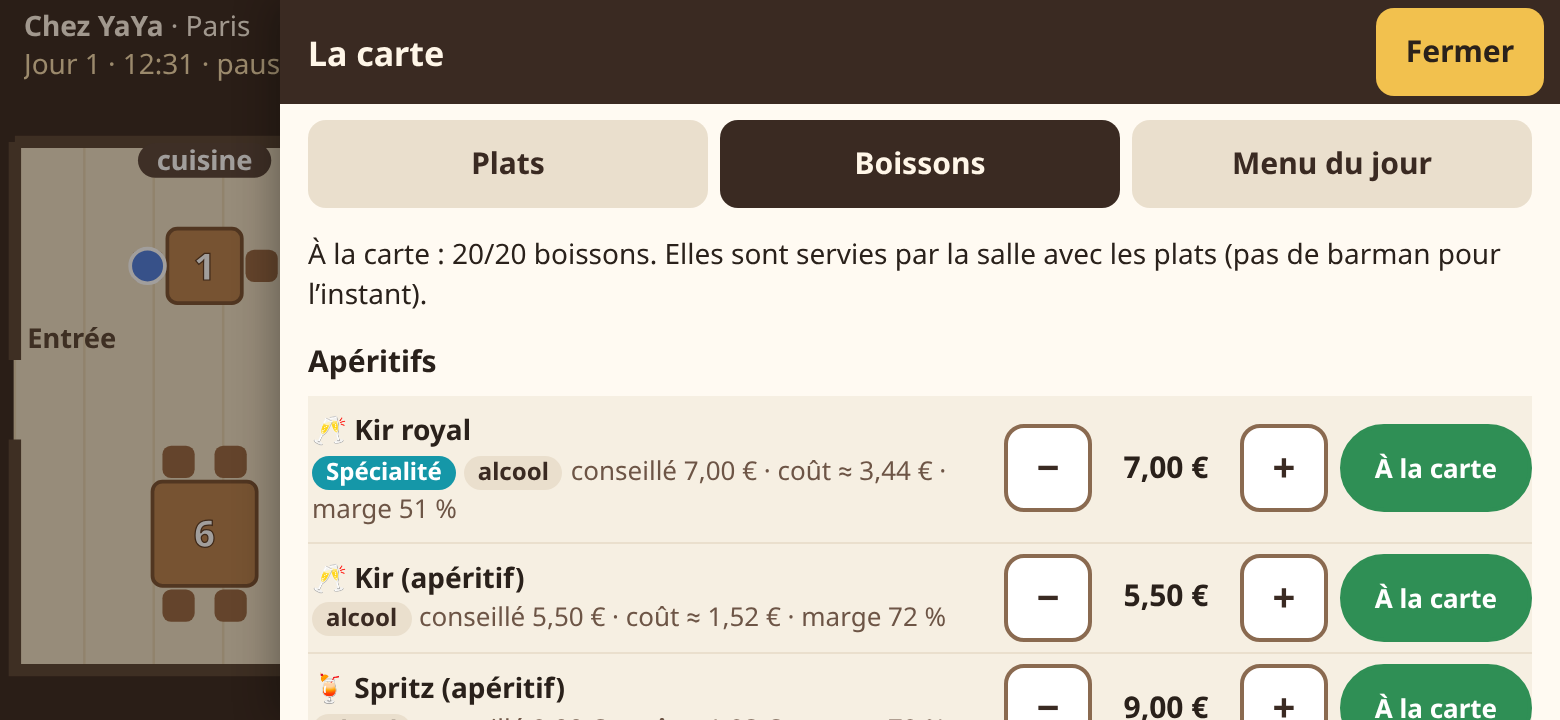 Chez YaYa · Paris
Jour 1 · 12:31 · paus
La carte
Fermer
cuisine
1
Entrée
6
Plats
Boissons
Menu du jour
À la carte : 20/20 boissons. Elles sont servies par la salle avec les plats (pas de barman pour
l’instant).
Apéritifs
Kir royal
Spécialité alcool conseillé 7,00 € · coût ≈ 3,44 € ·
marge 51 %
− 7,00 € + À la carte
Kir (apéritif)
alcool conseillé 5,50 € · coût ≈ 1,52 € · marge 72 %
− 5,50 € + À la carte
Spritz (apéritif)
− 9,00 € + À la carte